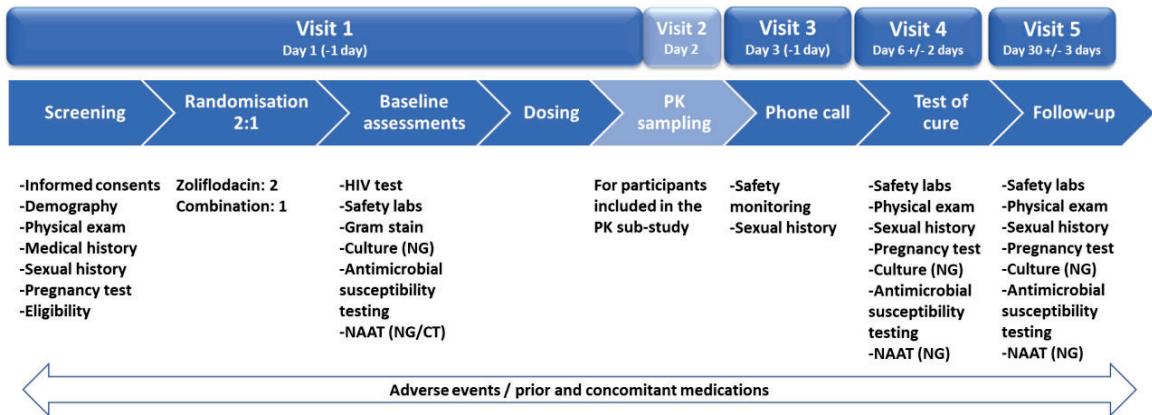 Visit 1
Day 1 (-1 day)
Visit 2
Day 2
Visit 3
Day 3 (-1 day)
Visit 4
Day 6 +/- 2 days
Visit 5
Day 30 +/- 3 days
Screening
Randomisation
2:1
Baseline
assessments
Dosing
PK
sampling
Phone call
Test of
cure
Follow-up
-Informed consents
-Demography
-Physical exam
-Medical history
-Sexual history
-Pregnancy test
-Eligibility
Zoliflodacin: 2
Combination: 1
-HIV test
-Safety labs
-Gram stain
-Culture (NG)
-Antimicrobial
susceptibility
testing
-NAAT (NG/CT)
For participants
included in the
PK sub-study
-Safety
monitoring
-Sexual history
-Safety labs
-Physical exam
-Sexual history
-Pregnancy test
-Culture (NG)
-Antimicrobial
susceptibility
testing
-NAAT (NG)
-Safety labs
-Physical exam
-Sexual history
-Pregnancy test
-Culture (NG)
-Antimicrobial
susceptibility
testing
-NAAT (NG)
Adverse events / prior and concomitant medications